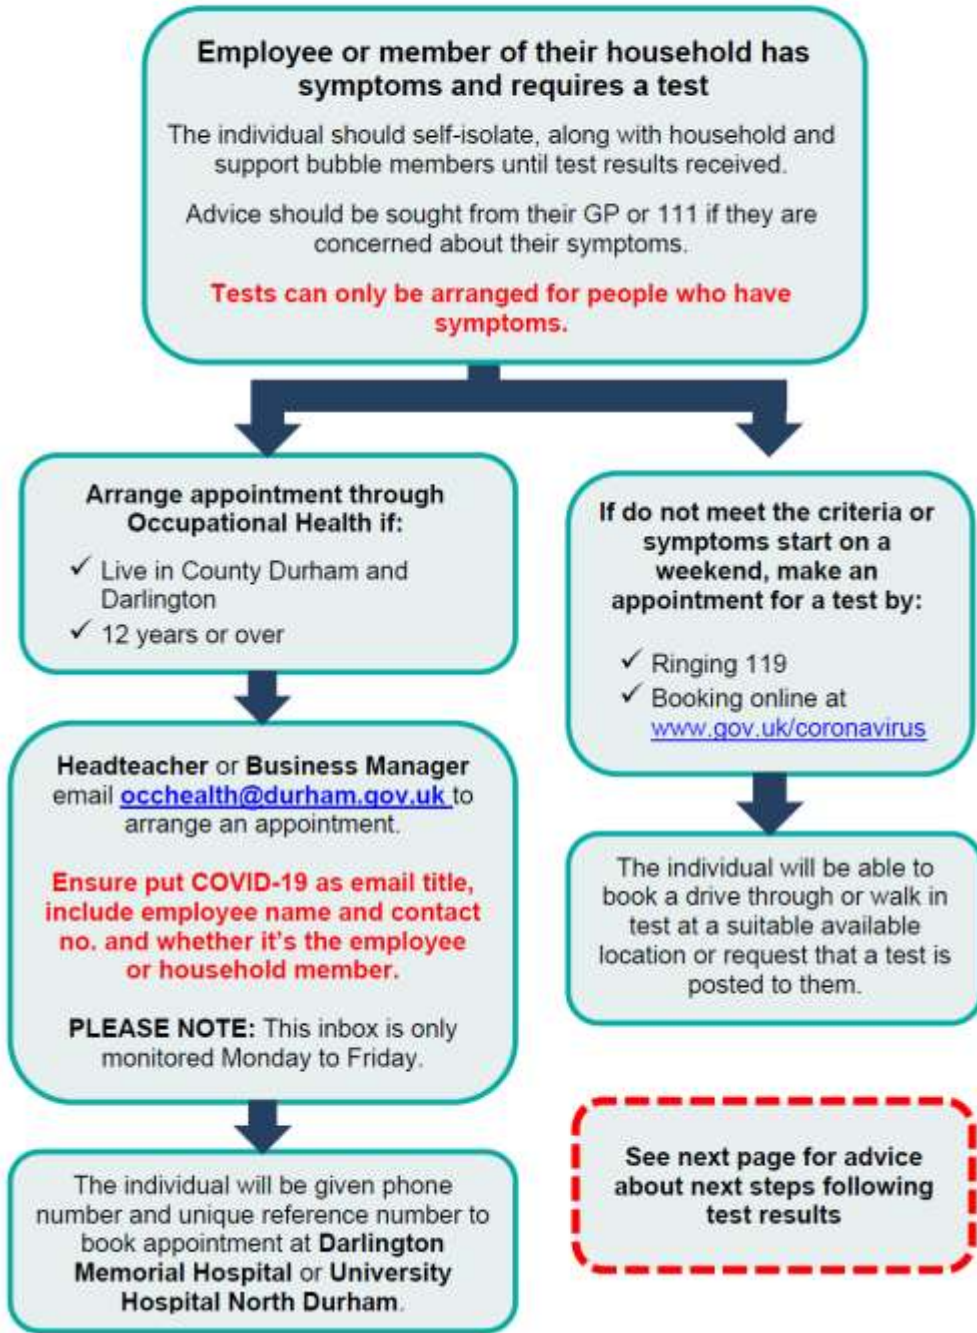 Employee or member of their household has
symptoms and requires a test
The individual should self-isolate, along with household and
support bubble members until test results received.
Advice should be sought from their GP or 111 if they are
concerned about their symptoms.
Tests can only be arranged for people who have
symptoms.
Arrange appointment through
Occupational Health if:
✓ Live in County Durham and
Darlington
✓ 12 years or over
Headteacher or Business Manager
email occhealth@durham.gov.uk to
arrange an appointment.
Ensure put COVID-19 as email title,
include employee name and contact
no. and whether it's the employee
or household member.
PLEASE NOTE: This inbox is only
monitored Monday to Friday.
The individual will be given phone
number and unique reference number to
book appointment at Darlington
Memorial Hospital or University
Hospital North Durham.
If do not meet the criteria or
symptoms start on a
weekend, make an
appointment for a test by:
✓ Ringing 119
✓ Booking online at
www.gov.uk/coronavirus
The individual will be able to
book a drive through or walk in
test at a suitable available
location or request that a test is
posted to them.
See next page for advice
about next steps following
test results